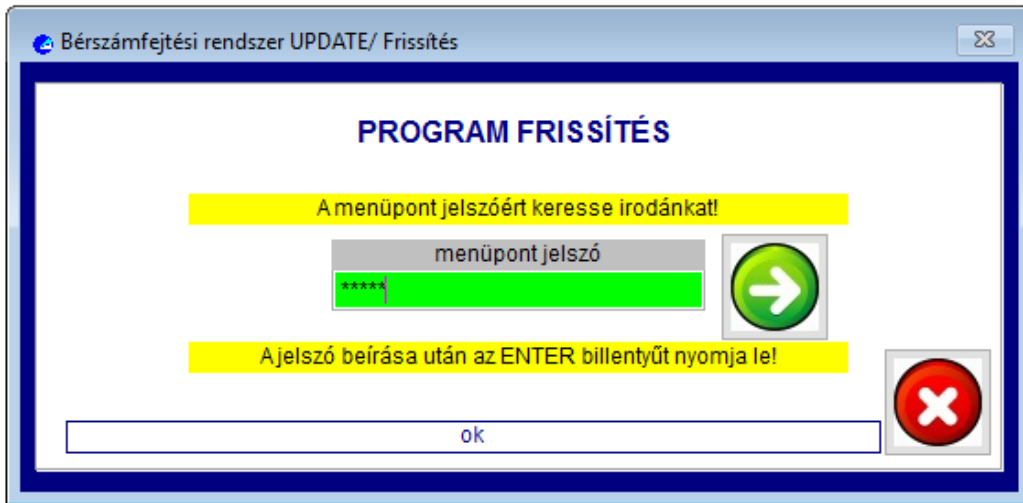 Bérszámfejtési rendszer UPDATE/ Frissítés
PROGRAM FRISSÍTÉS
A menüpont jelszóért keresse irodánkat!
menüpont jelszó
*****
A jelszó beírása után az ENTER billentyűt nyomja le!
ok